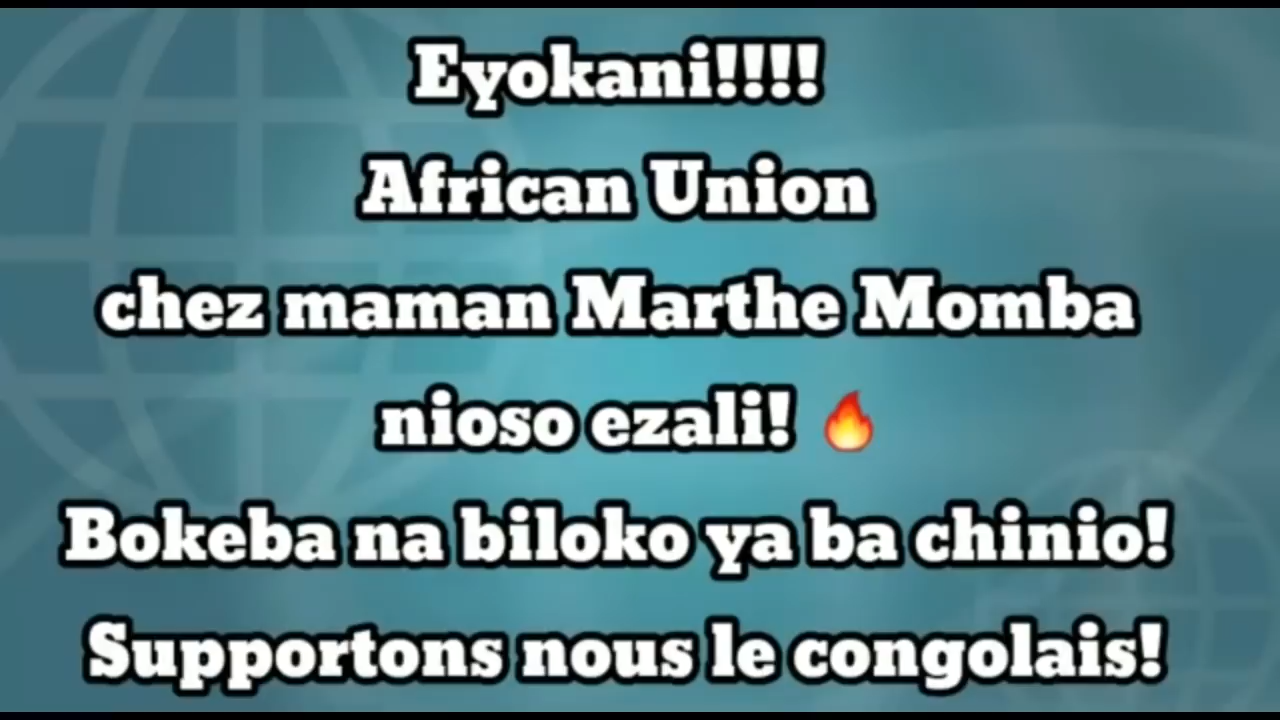 Eyokani!!!!
African Union
chez maman Marthe Momba
nioso ezali! 🔥
Bokeba na biloko ya ba chinio!
Supportons nous le congolais!